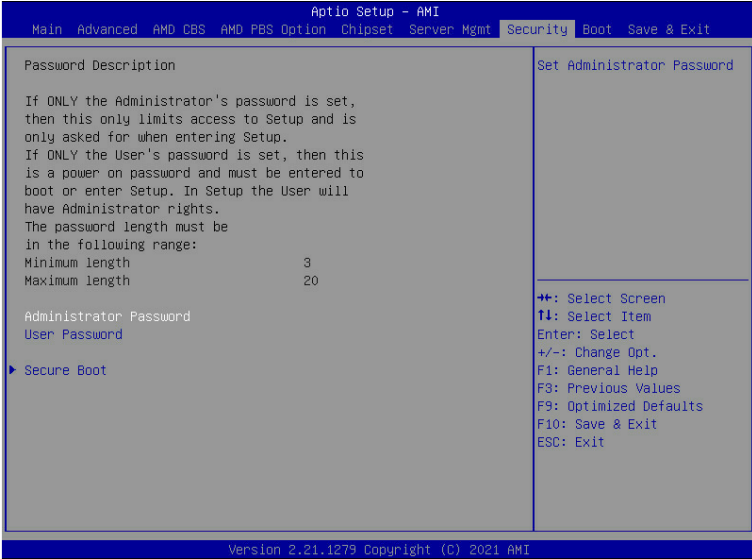 Aptio Setup – AMI
Main Advanced AMD CBS AMD PBS Option Chipset Server Mgmt Security Boot Save & Exit
Password Description
If ONLY the Administrator's password is set,
then this only limits access to Setup and is
only asked for when entering Setup.
If ONLY the User's password is set, then this
is a power on password and must be entered to
boot or enter Setup. In Setup the User will
have Administrator rights.
The password length must be
in the following range:
Minimum length 3
Maximum length 20
Administrator Password
User Password
Secure Boot
Set Administrator Password
→←: Select Screen
↑↓: Select Item
Enter: Select
+/-: Change Opt.
F1: General Help
F3: Previous Values
F9: Optimized Defaults
F10: Save & Exit
ESC: Exit
Version 2.21.1279 Copyright (C) 2021 AMI